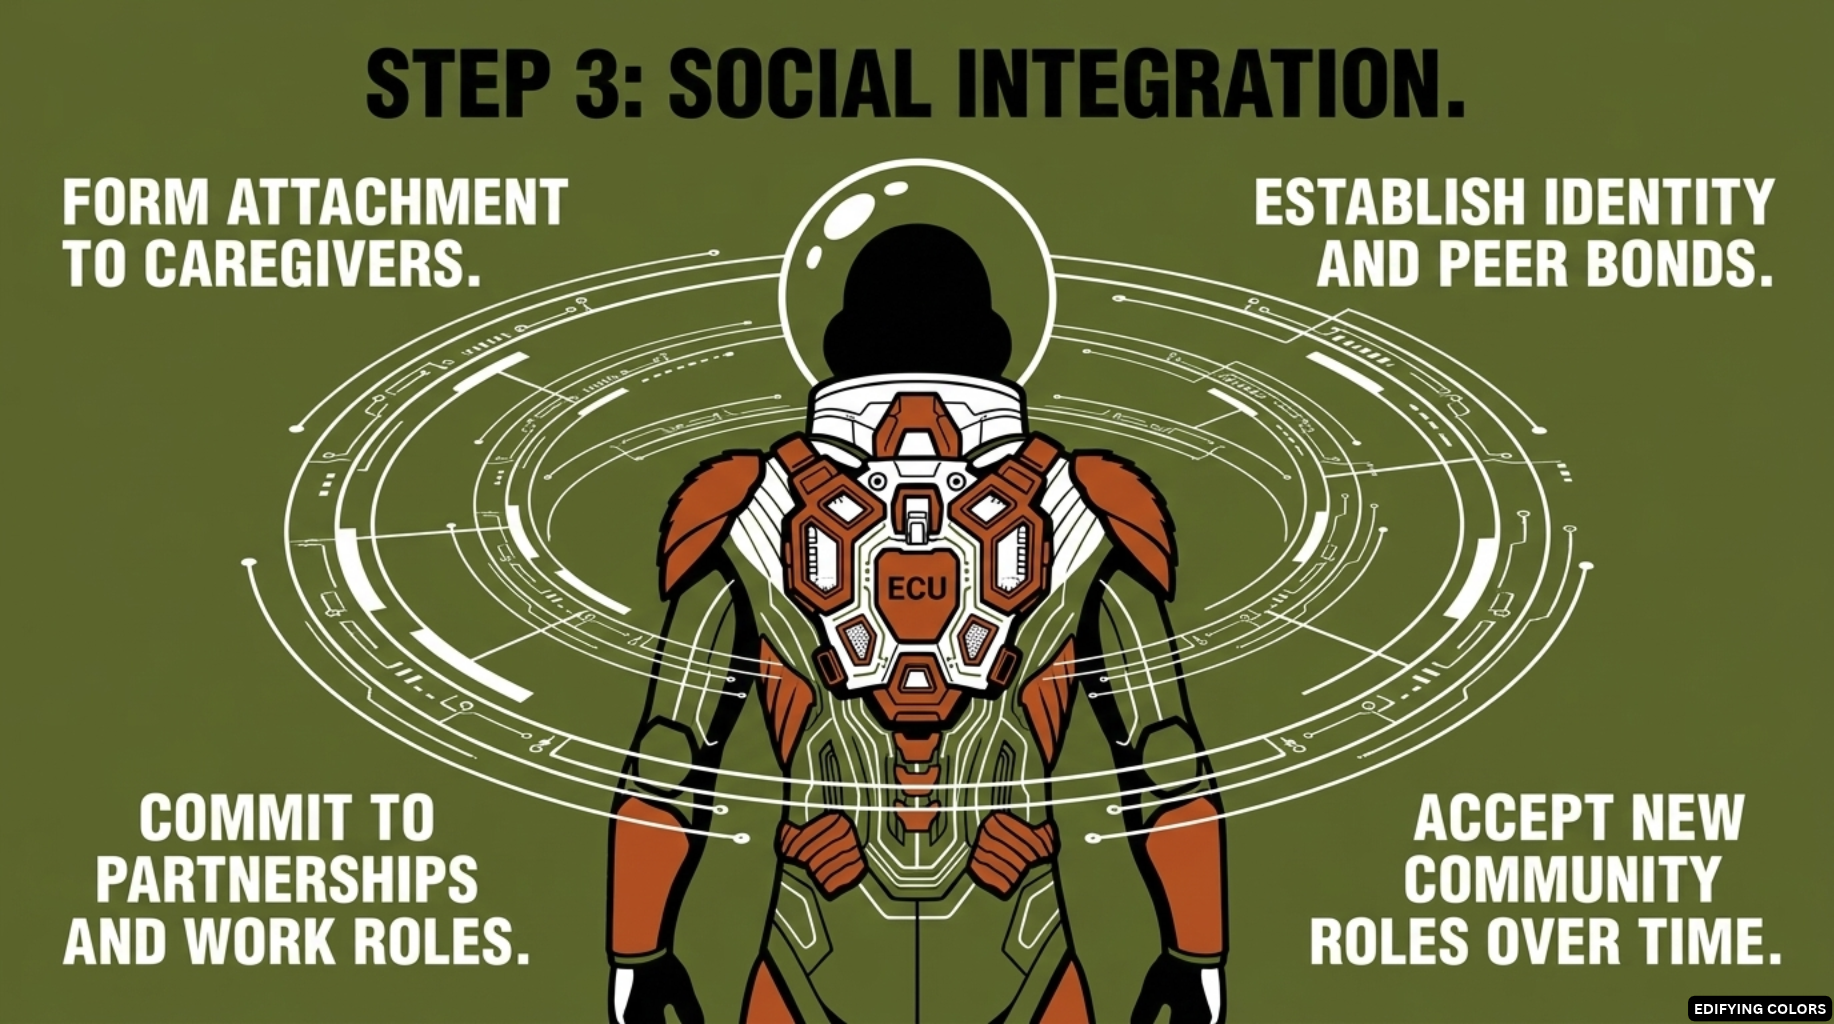 STEP 3: SOCIAL INTEGRATION.
FORM ATTACHMENT
TO CAREGIVERS.
ESTABLISH IDENTITY
AND PEER BONDS.
ECU
COMMIT TO
PARTNERSHIPS
AND WORK ROLES.
ACCEPT NEW
COMMUNITY
ROLES OVER TIME.
EDIFYING COLORS